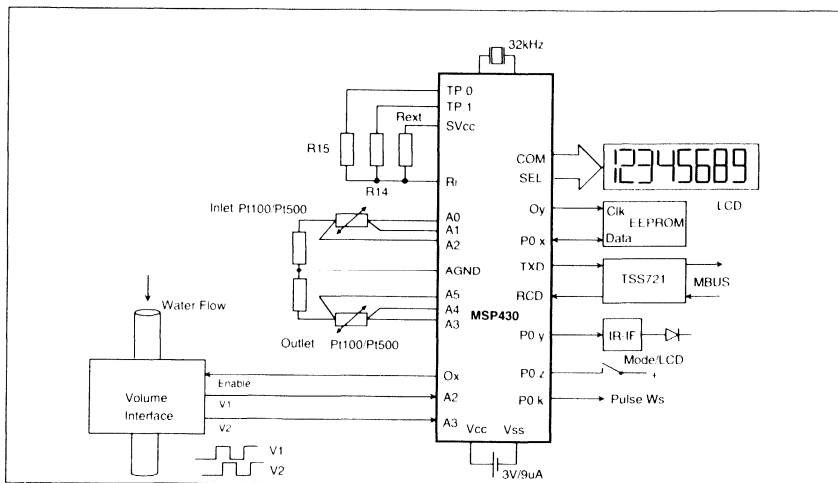 32kHz
TP 0
TP 1
Rext
SVcc
R15
R14
Rr
COM
SEL
12345689
LCD
Inlet Pt100/Pt500
A0
A1
A2
Oy
Clk
EEPROM
P0 x
Data
AGND
TXD
TSS721
MBUS
RCD
A5
A4
A3
MSP430
Water Flow
Outlet Pt100/Pt500
P0 y
IR-IF
Mode/LCD
P0 z
+
Ox
Enable
Volume
Interface
V1
A2
P0 k
Pulse Ws
V2
A3
Vcc
Vss
V1
V2
3V/9uA